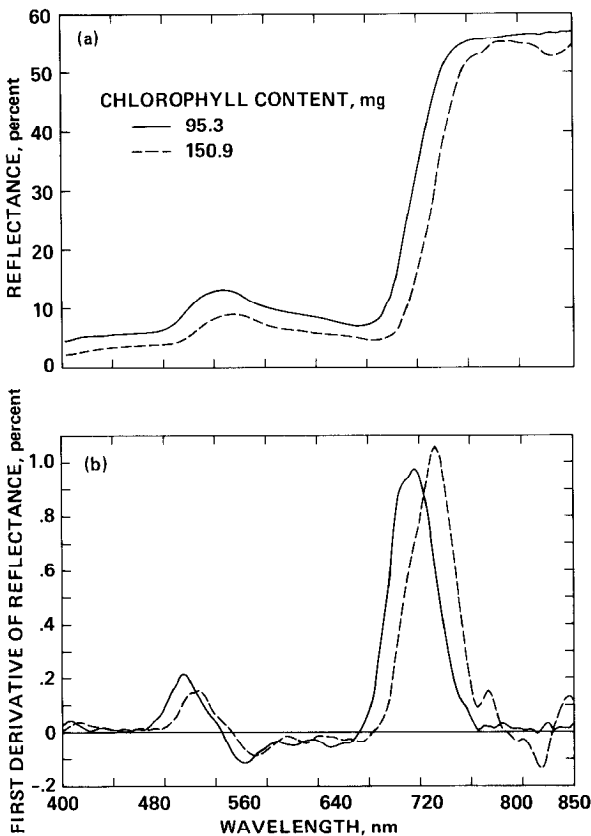 60
50
40
30
20
10
0
REFLECTANCE, percent
(a)
CHLOROPHYLL CONTENT, mg
95.3
150.9
1.0
.8
.6
.4
.2
0
-.2
FIRST DERIVATIVE OF REFLECTANCE, percent
(b)
400 480 560 640 720 800 850
WAVELENGTH, nm